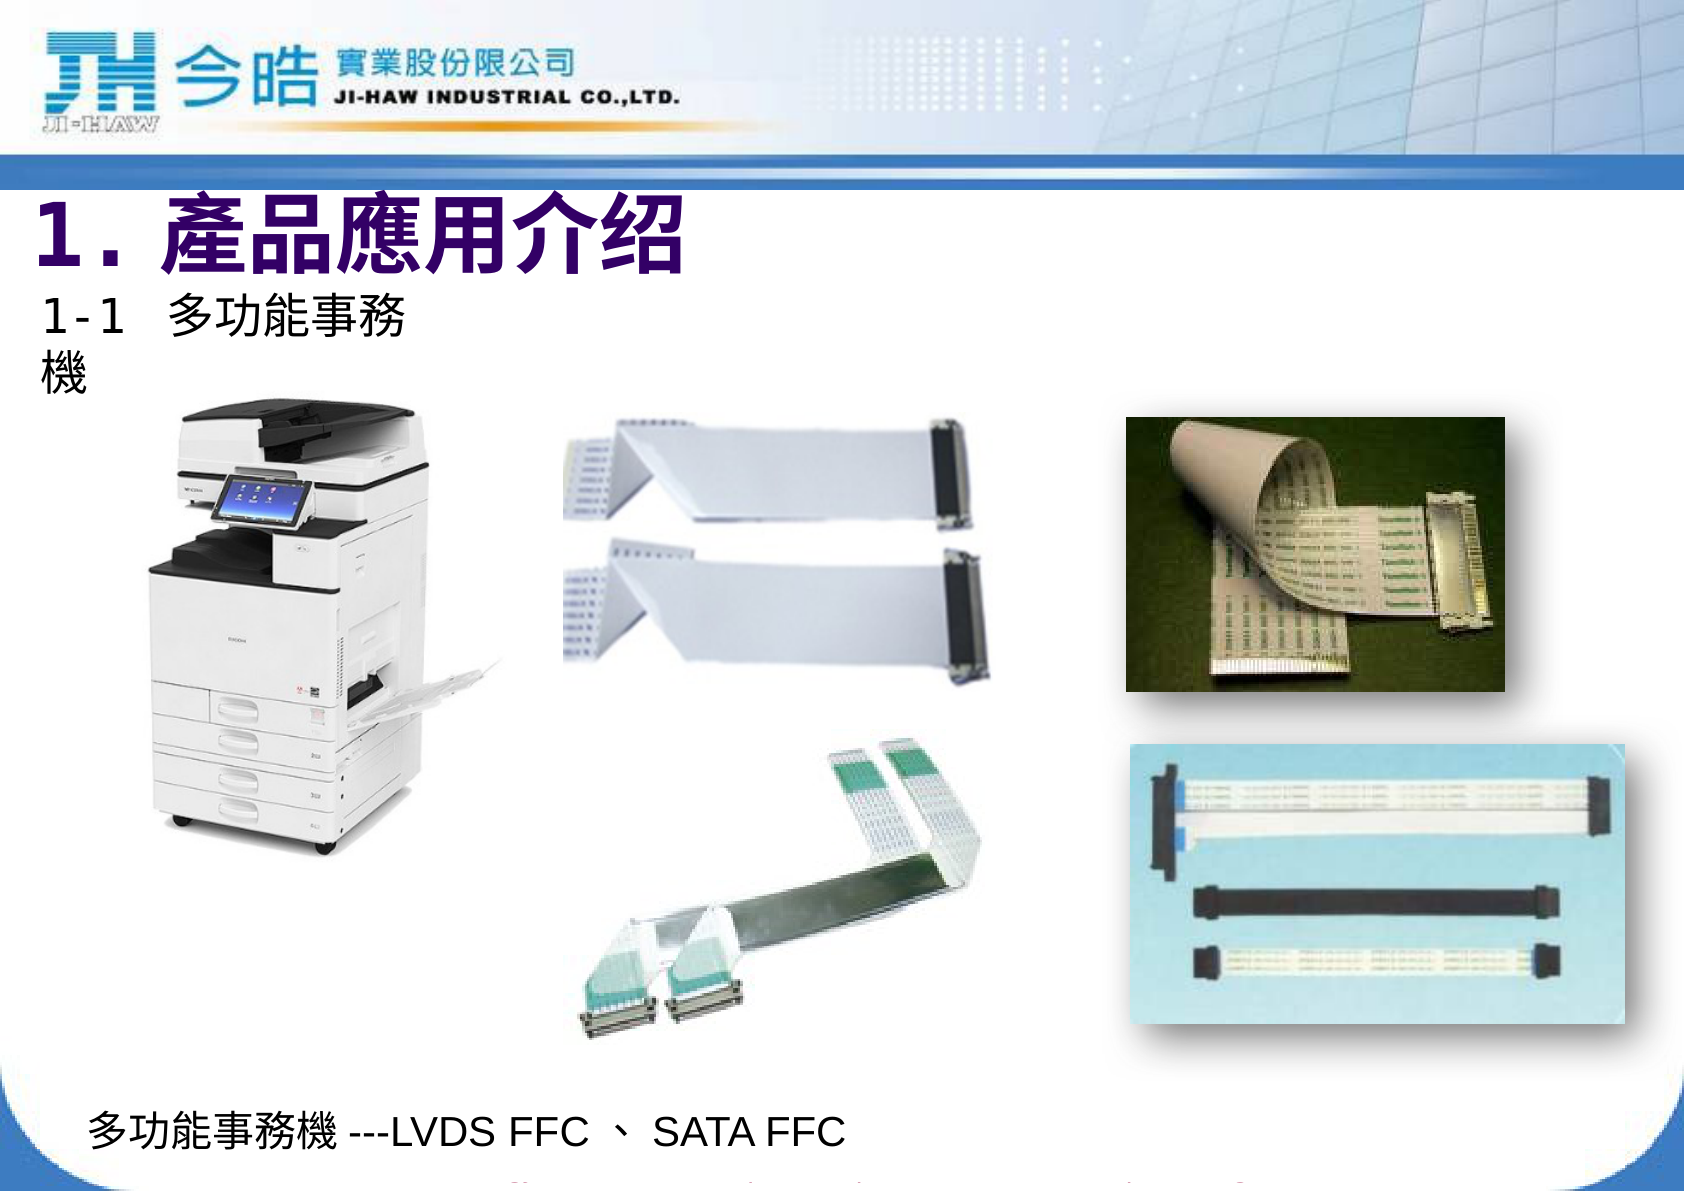 JH 今皓 實業股份限公司
JI-HAW JI-HAW INDUSTRIAL CO.,LTD.
1. 產品應用介绍
1-1 多功能事務
機
多功能事務機 ---LVDS FFC 、 SATA FFC